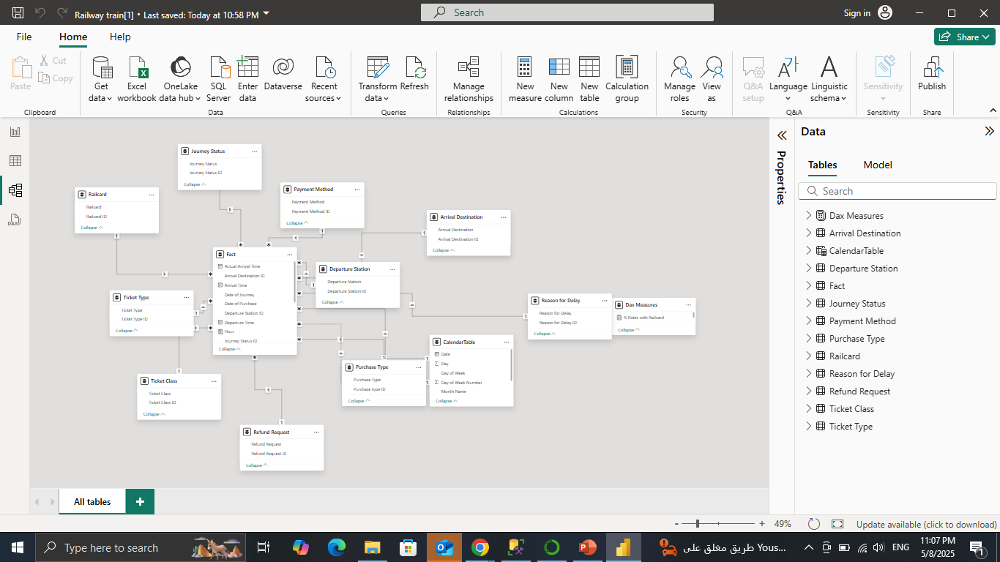 Railway train[1] • Last saved: Today at 10:58 PM
Search
Sign in
File
Home
Help
Share
Paste
Cut
Copy
Get data
Excel workbook
OneLake data hub
SQL Server
Enter data
Dataverse
Recent sources
Transform data
Refresh
Manage relationships
New measure
New column
New table
Calculation group
Manage roles
View as
Q&A setup
Language
Linguistic schema
Sensitivity
Publish
Clipboard
Data
Queries
Relationships
Calculations
Security
Q&A
Sensitivity
Share
DAX
Journey Status
Journey Status
Journey Status ID
Collapse
Railcard
Railcard
Railcard ID
Collapse
1
Payment Method
Payment Method
Payment Method ID
Collapse
1
Arrival Destination
Arrival Destination
Arrival Destination ID
Collapse
1
Fact
Actual Arrival Time
Arrival Destination ID
Arrival Time
Date of Journey
Date of Purchase
Departure Station ID
Departure Time
Hour
Journey Status ID
Collapse
Departure Station
Departure Station
Departure Station ID
Collapse
1
Ticket Type
Ticket Type
Ticket Type ID
Collapse
1
Reason for Delay
Reason for Delay
Reason for Delay ID
Collapse
1
Dax Measures
% Rides with Railcard
Collapse
CalendarTable
Date
Day
Day of Week
Day of Week Number
Month Name
Collapse
1
1
Purchase Type
Purchase Type
Purchase type ID
Collapse
1
Ticket Class
Ticket Class
Ticket Class ID
Collapse
1
Refund Request
Refund Request
Refund Request ID
Collapse
1
Properties
Data
Tables
Model
Search
Dax Measures
Arrival Destination
CalendarTable
Departure Station
Fact
Journey Status
Payment Method
Purchase Type
Railcard
Reason for Delay
Refund Request
Ticket Class
Ticket Type
All tables
+
-
+
49%
Update available (click to download)
Type here to search
طريق مغلق على Yous...
ENG
11:07 PM
5/8/2025
1